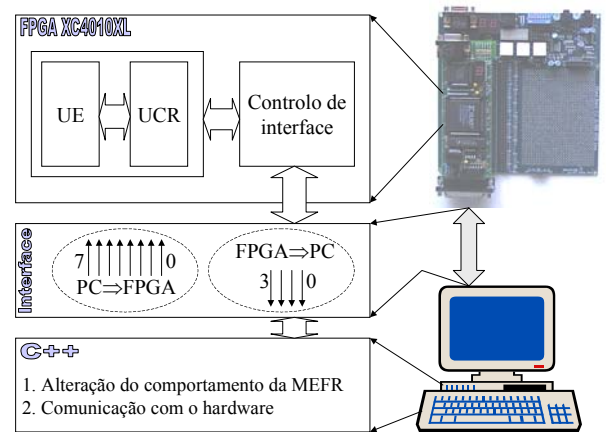 FPGA XC4010XL
UE
UCR
Controlo de
interface
Interface
7 0
PC⇒FPGA
FPGA⇒PC
3 0
C++
1. Alteração do comportamento da MEFR
2. Comunicação com o hardware